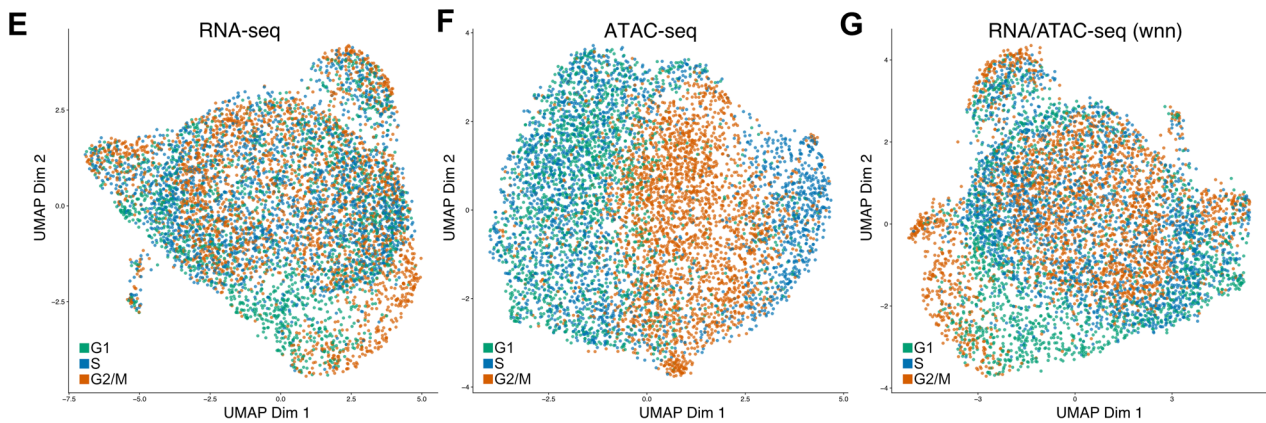 E
RNA-seq
UMAP Dim 2
2.5
0.0
-2.5
G1
S
G2/M
-7.5
-5.0
-2.5
0.0
2.5
5.0
UMAP Dim 1
F
ATAC-seq
UMAP Dim 2
4
2
0
-2
-4
G1
S
G2/M
-2.5
0.0
2.5
5.0
UMAP Dim 1
G
RNA/ATAC-seq (wnn)
UMAP Dim 2
4
2
0
-2
-4
G1
S
G2/M
-3
0
3
UMAP Dim 1